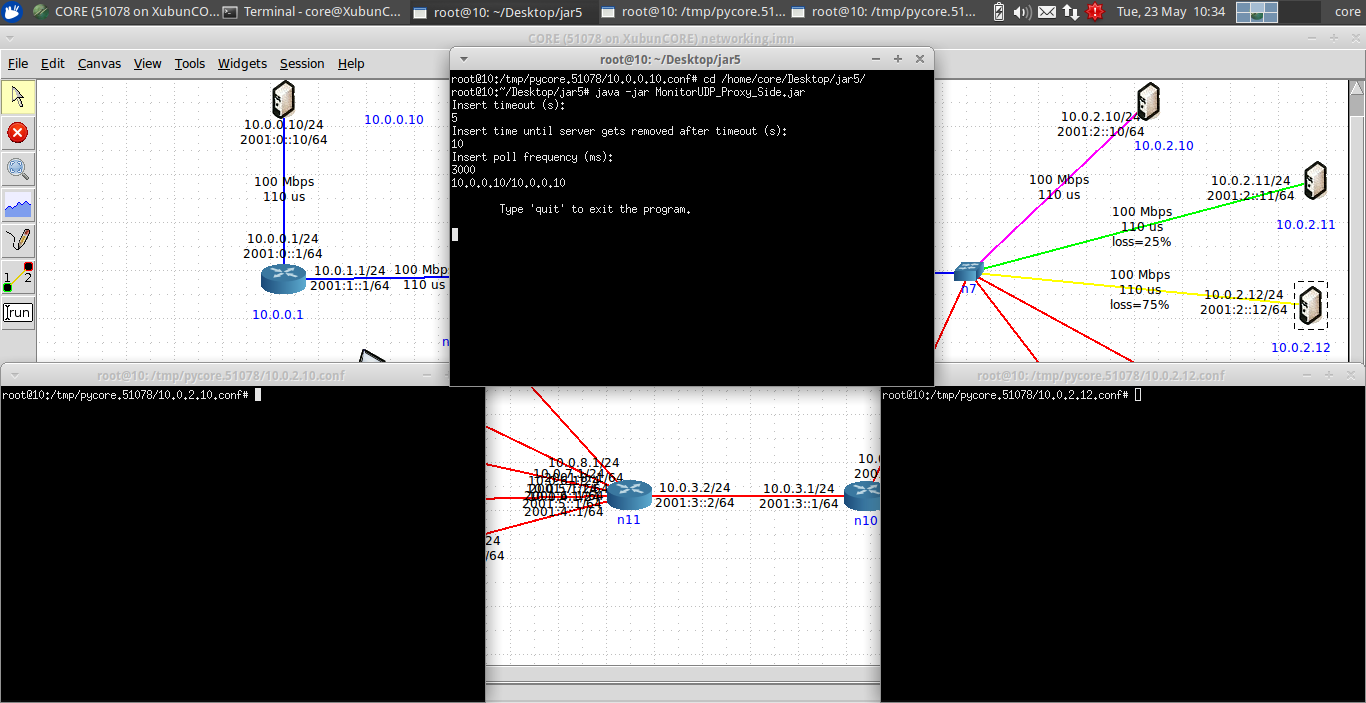 CORE (51078 on XubunCO...
Terminal - core@XubunC...
root@10: ~/Desktop/jar5
root@10: /tmp/pycore.51...
root@10: /tmp/pycore.51...
Tue, 23 May 10:34
core
CORE (51078 on XubunCORE) networking.imn
File Edit Canvas View Tools Widgets Session Help
root@10: ~/Desktop/jar5
root@10:/tmp/pycore.51078/10.0.0.10.conf# cd /home/core/Desktop/jar5/
root@10:~/Desktop/jar5# java -jar MonitorUDP_Proxy_Side.jar
Insert timeout (s):
5
Insert time until server gets removed after timeout (s):
10
Insert poll frequency (ms):
3000
10.0.0.10/10.0.0.10
Type 'quit' to exit the program.
10.0.0.10/24
2001:0::10/64
10.0.0.10
100 Mbps
110 us
10.0.0.1/24
2001:0::1/64
10.0.1.1/24
2001:1::1/64
100 Mbp
110 us
10.0.0.1
n
1 2
run
10.0.2.10/24
2001:2::10/64
10.0.2.10
100 Mbps
110 us
10.0.2.11/24
2001:2::11/64
10.0.2.11
100 Mbps
110 us
loss=25%
n7
100 Mbps
110 us
loss=75%
10.0.2.12/24
2001:2::12/64
10.0.2.12
root@10: /tmp/pycore.51078/10.0.2.10.conf
root@10:/tmp/pycore.51078/10.0.2.10.conf#
root@10: /tmp/pycore.51078/10.0.2.12.conf
root@10:/tmp/pycore.51078/10.0.2.12.conf#
10.0.8.1/24
2001:5::1/64
2001:4::1/64
24
/64
n11
10.0.3.2/24
2001:3::2/64
10.0.3.1/24
2001:3::1/64
10.0
200
n10